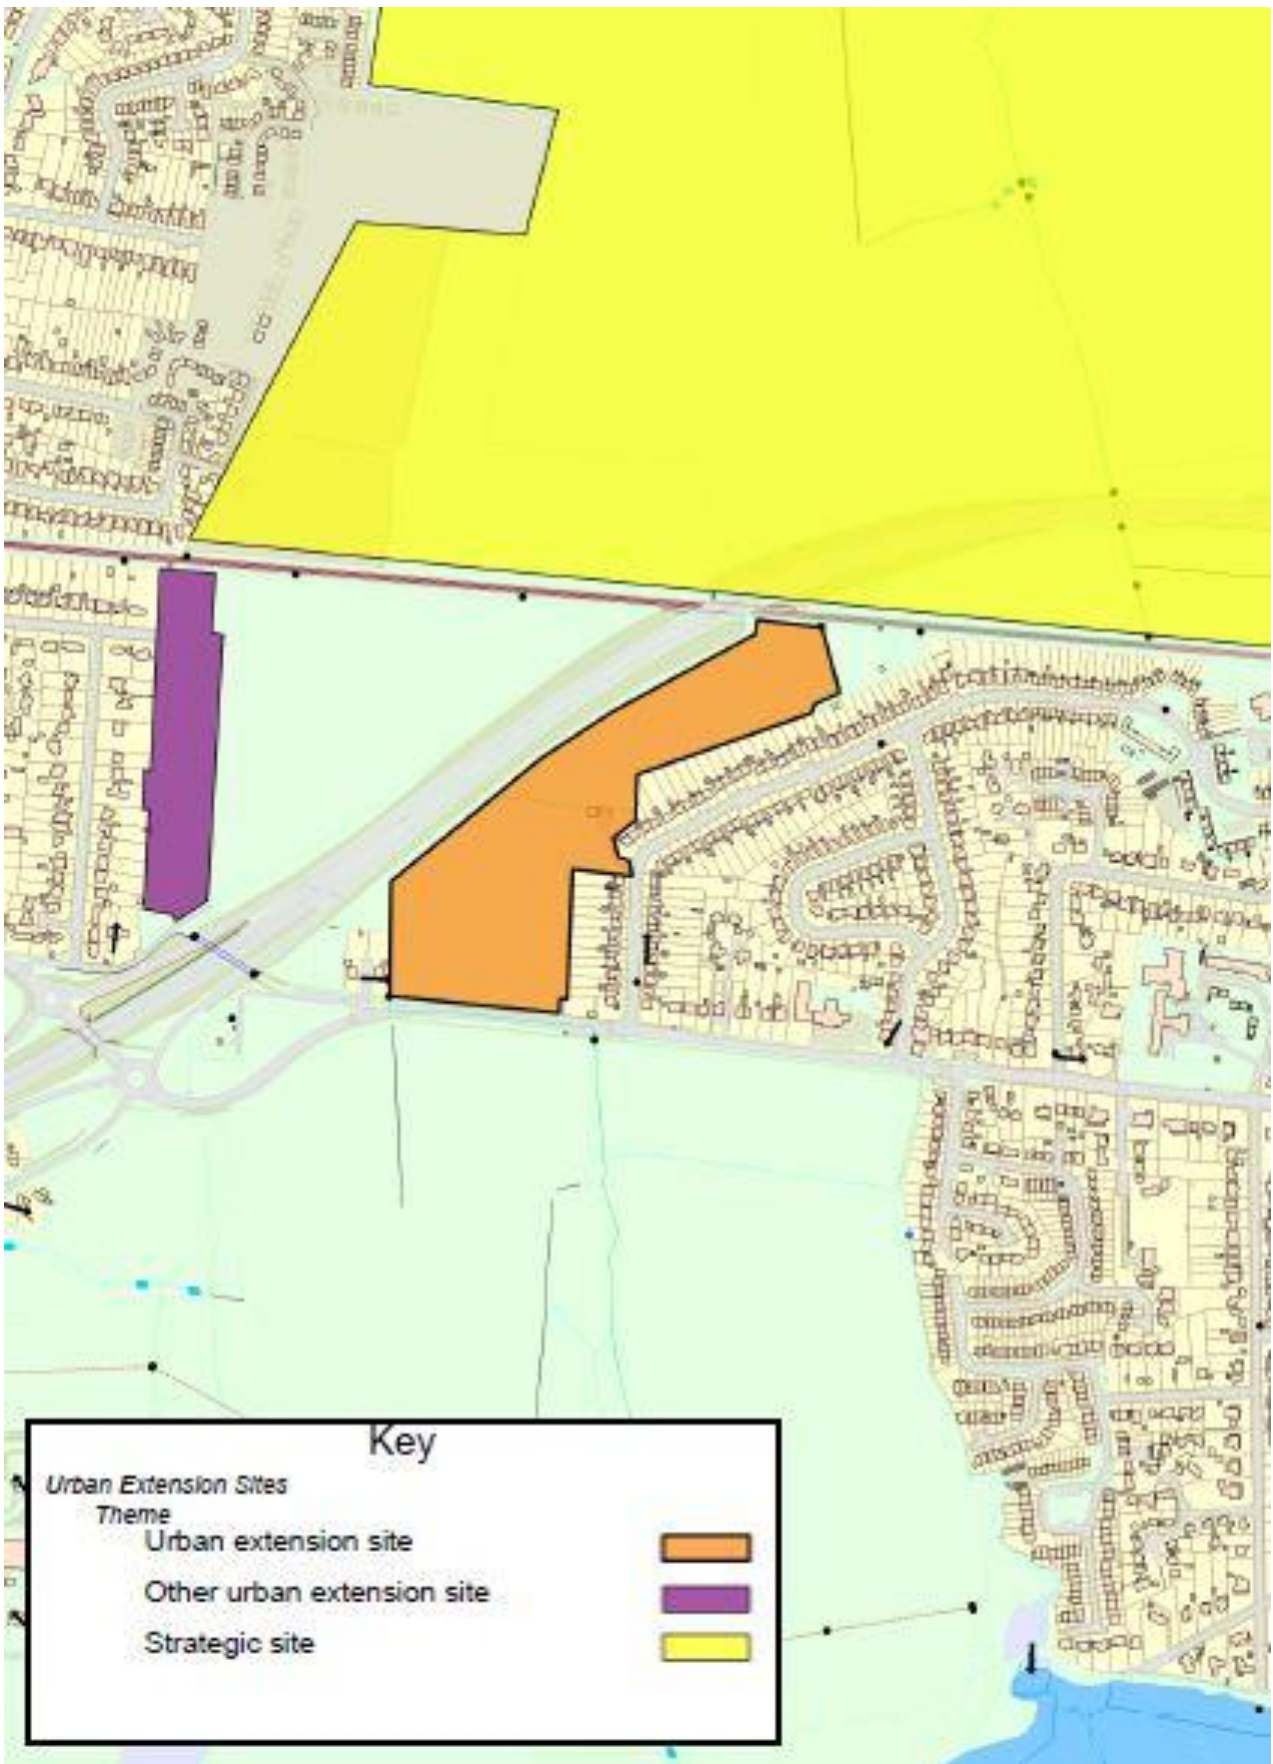 Key
Urban Extension Sites
Theme
Urban extension site
Other urban extension site
Strategic site